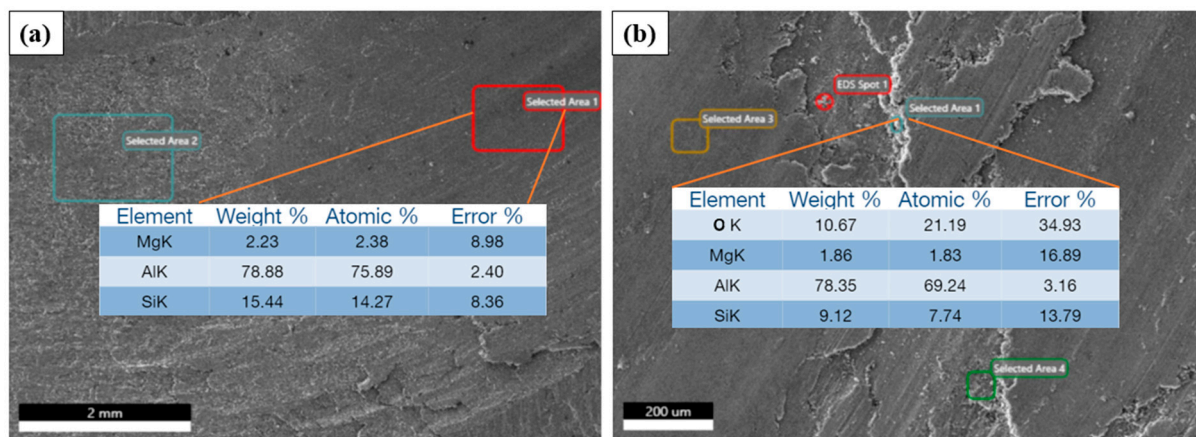 (a)
Selected Area 1
Selected Area 2
Element Weight % Atomic % Error %
MgK 2.23 2.38 8.98
AlK 78.88 75.89 2.40
SiK 15.44 14.27 8.36
2 mm
(b)
EDS Spot 1
Selected Area 1
Selected Area 3
Element Weight % Atomic % Error %
O K 10.67 21.19 34.93
MgK 1.86 1.83 16.89
AlK 78.35 69.24 3.16
SiK 9.12 7.74 13.79
Selected Area 4
200 um